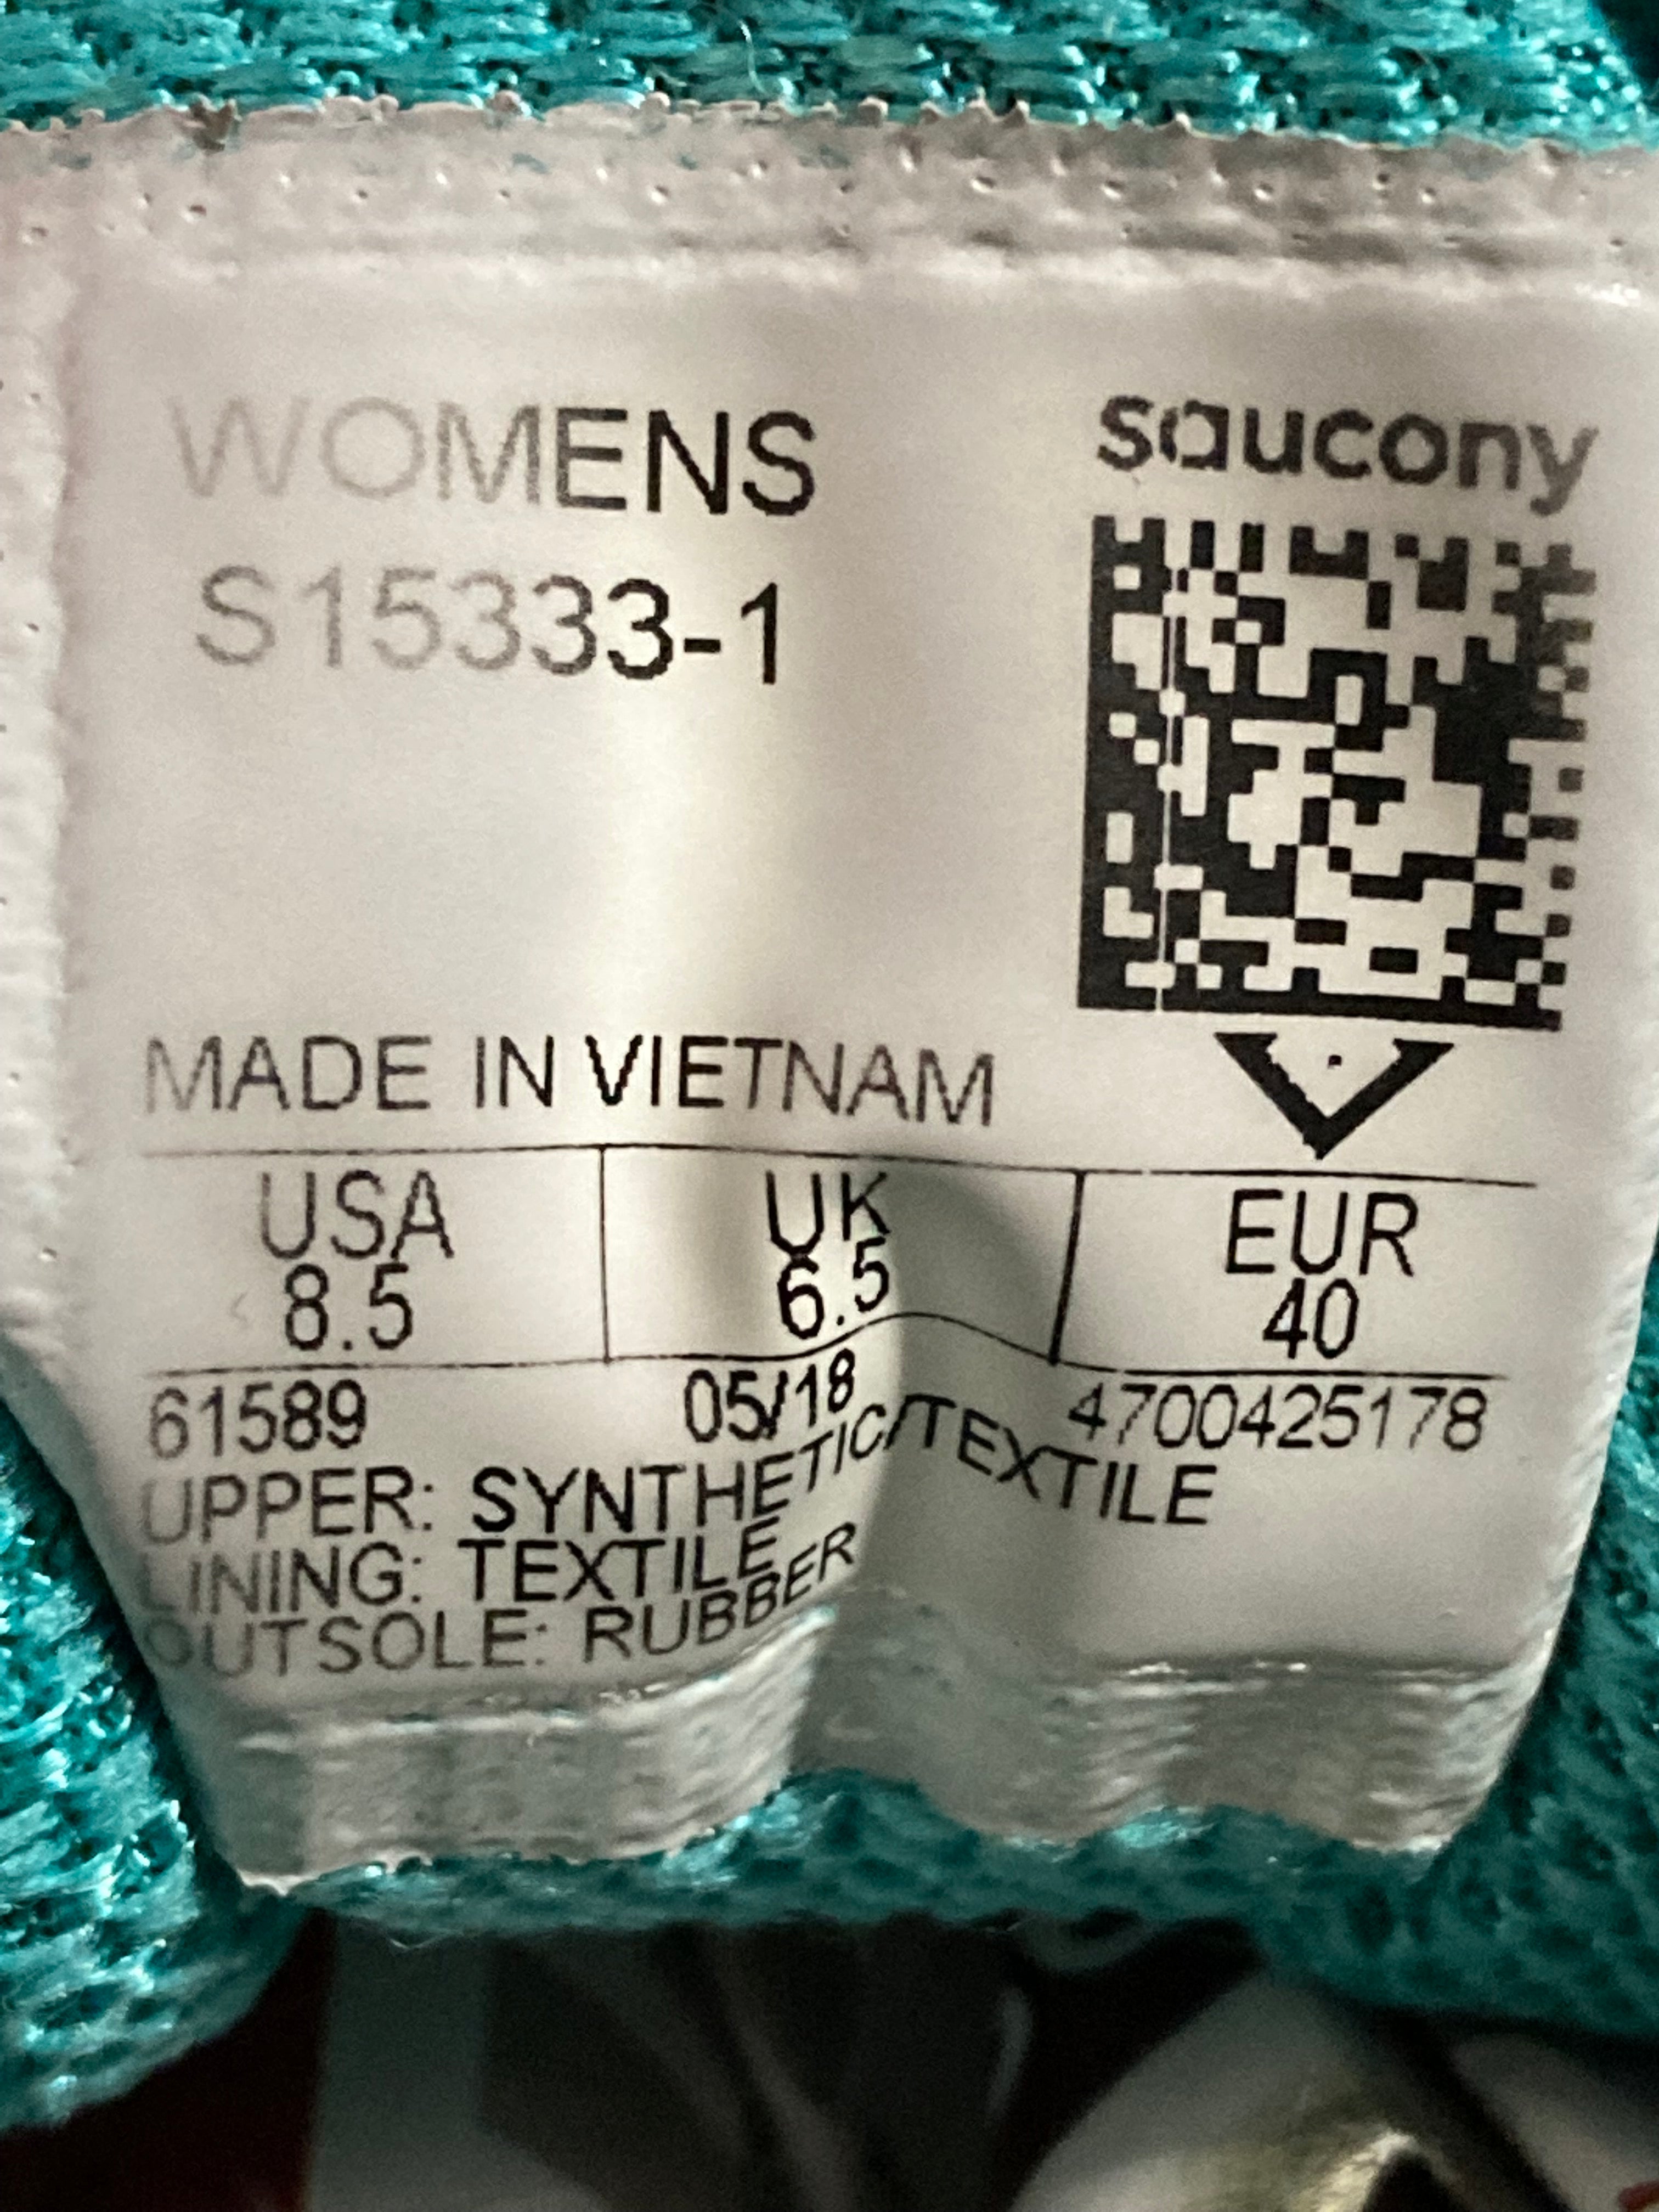 WOMENS
S15333-1
saucony
MADE IN VIETNAM
USA
8.5
UK
6.5
EUR
40
61589 05/18 4700425178
UPPER: SYNTHETIC/TEXTILE
LINING: TEXTILE
OUTSOLE: RUBBER